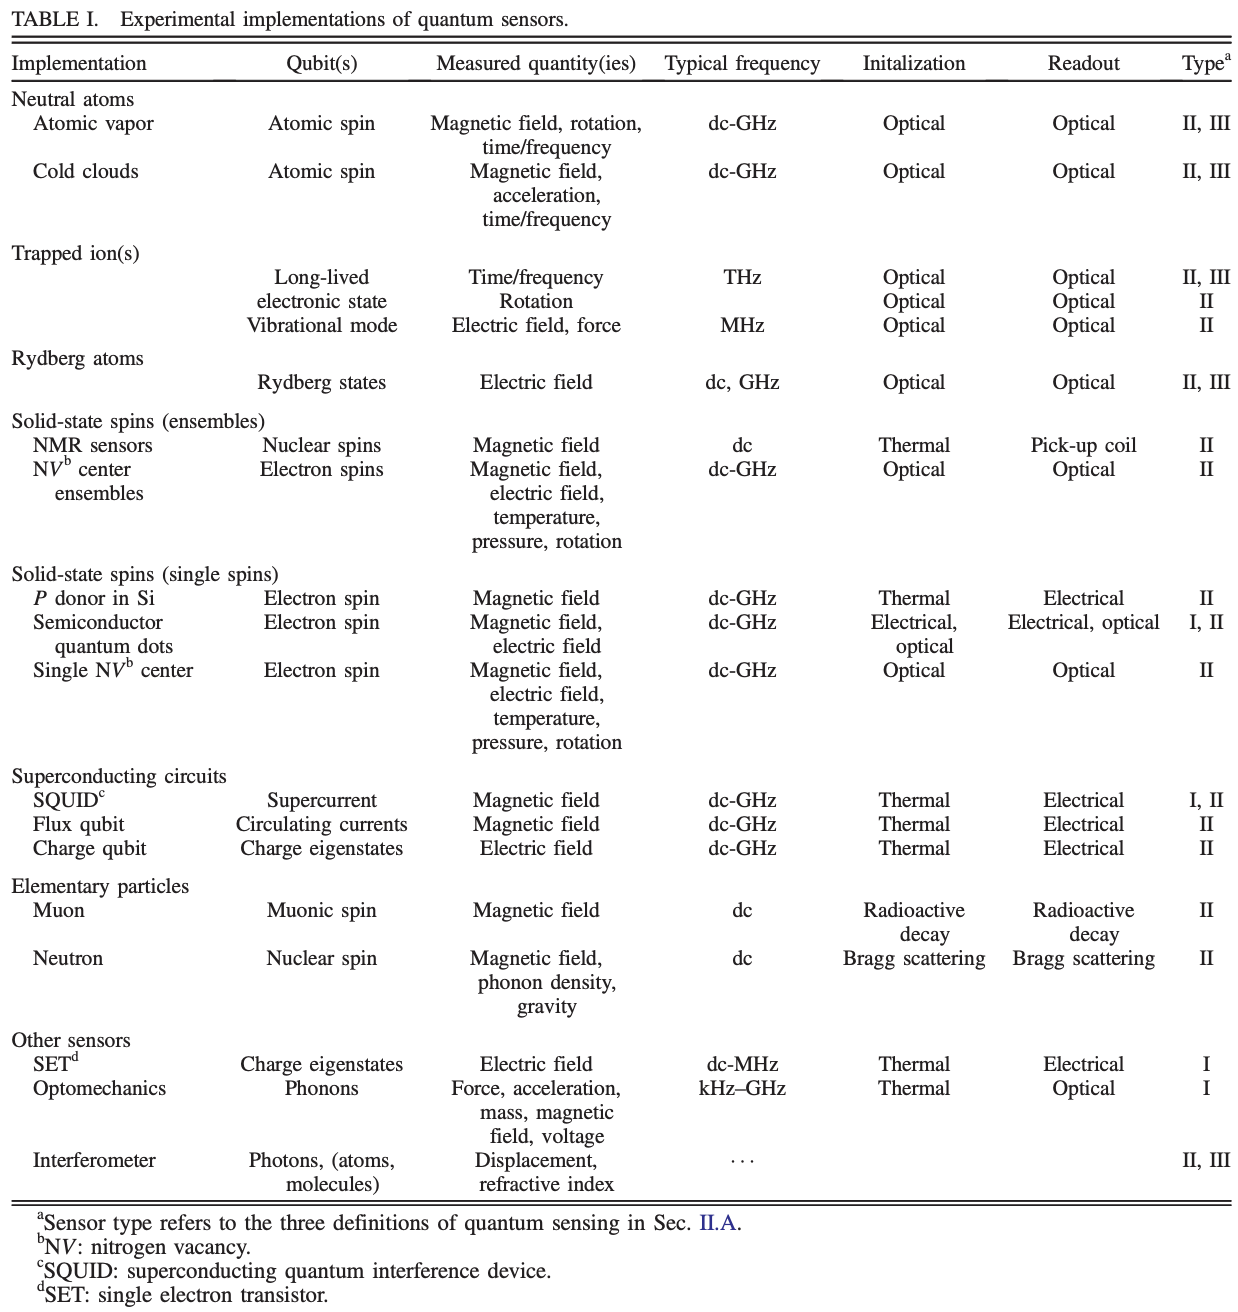 TABLE I. Experimental implementations of quantum sensors.
Implementation Qubit(s) Measured quantity(ies) Typical frequency Initalization Readout Typeᵃ
Neutral atoms
Atomic vapor Atomic spin Magnetic field, rotation, dc-GHz Optical Optical II, III
time/frequency
Cold clouds Atomic spin Magnetic field, dc-GHz Optical Optical II, III
acceleration,
time/frequency
Trapped ion(s)
Long-lived Time/frequency THz Optical Optical II, III
electronic state Rotation Optical Optical II
Vibrational mode Electric field, force MHz Optical Optical II
Rydberg atoms
Rydberg states Electric field dc, GHz Optical Optical II, III
Solid-state spins (ensembles)
NMR sensors Nuclear spins Magnetic field dc Thermal Pick-up coil II
NVᵇ center Electron spins Magnetic field, dc-GHz Optical Optical II
ensembles electric field,
temperature,
pressure, rotation
Solid-state spins (single spins)
P donor in Si Electron spin Magnetic field dc-GHz Thermal Electrical II
Semiconductor Electron spin Magnetic field, dc-GHz Electrical, Electrical, optical I, II
quantum dots electric field optical
Single NVᵇ center Electron spin Magnetic field, dc-GHz Optical Optical II
electric field,
temperature,
pressure, rotation
Superconducting circuits
SQUIDᶜ Supercurrent Magnetic field dc-GHz Thermal Electrical I, II
Flux qubit Circulating currents Magnetic field dc-GHz Thermal Electrical II
Charge qubit Charge eigenstates Electric field dc-GHz Thermal Electrical II
Elementary particles
Muon Muonic spin Magnetic field dc Radioactive Radioactive II
decay decay
Neutron Nuclear spin Magnetic field, dc Bragg scattering Bragg scattering II
phonon density,
gravity
Other sensors
SETᵈ Charge eigenstates Electric field dc-MHz Thermal Electrical I
Optomechanics Phonons Force, acceleration, kHz–GHz Thermal Optical I
mass, magnetic
field, voltage
Interferometer Photons, (atoms, Displacement, ··· II, III
molecules) refractive index
ᵃSensor type refers to the three definitions of quantum sensing in Sec. II.A.
ᵇNV: nitrogen vacancy.
ᶜSQUID: superconducting quantum interference device.
ᵈSET: single electron transistor.